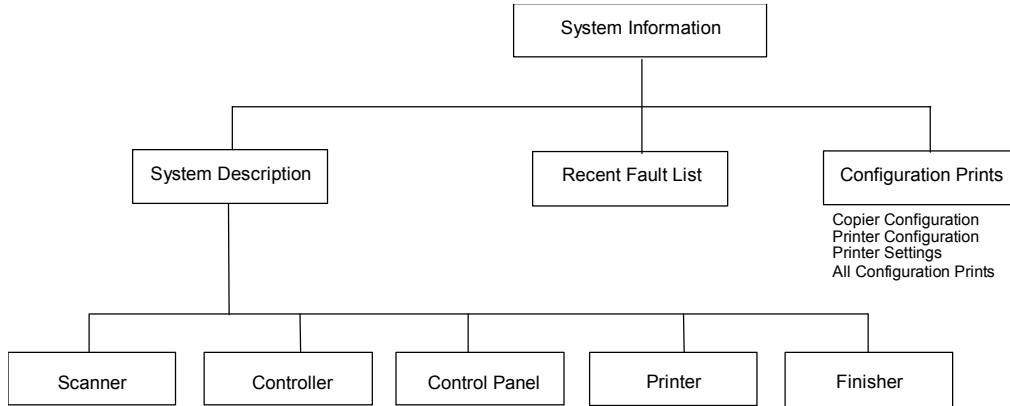 System Information
System Description
Recent Fault List
Configuration Prints
Copier Configuration
Printer Configuration
Printer Settings
All Configuration Prints
Scanner
Controller
Control Panel
Printer
Finisher